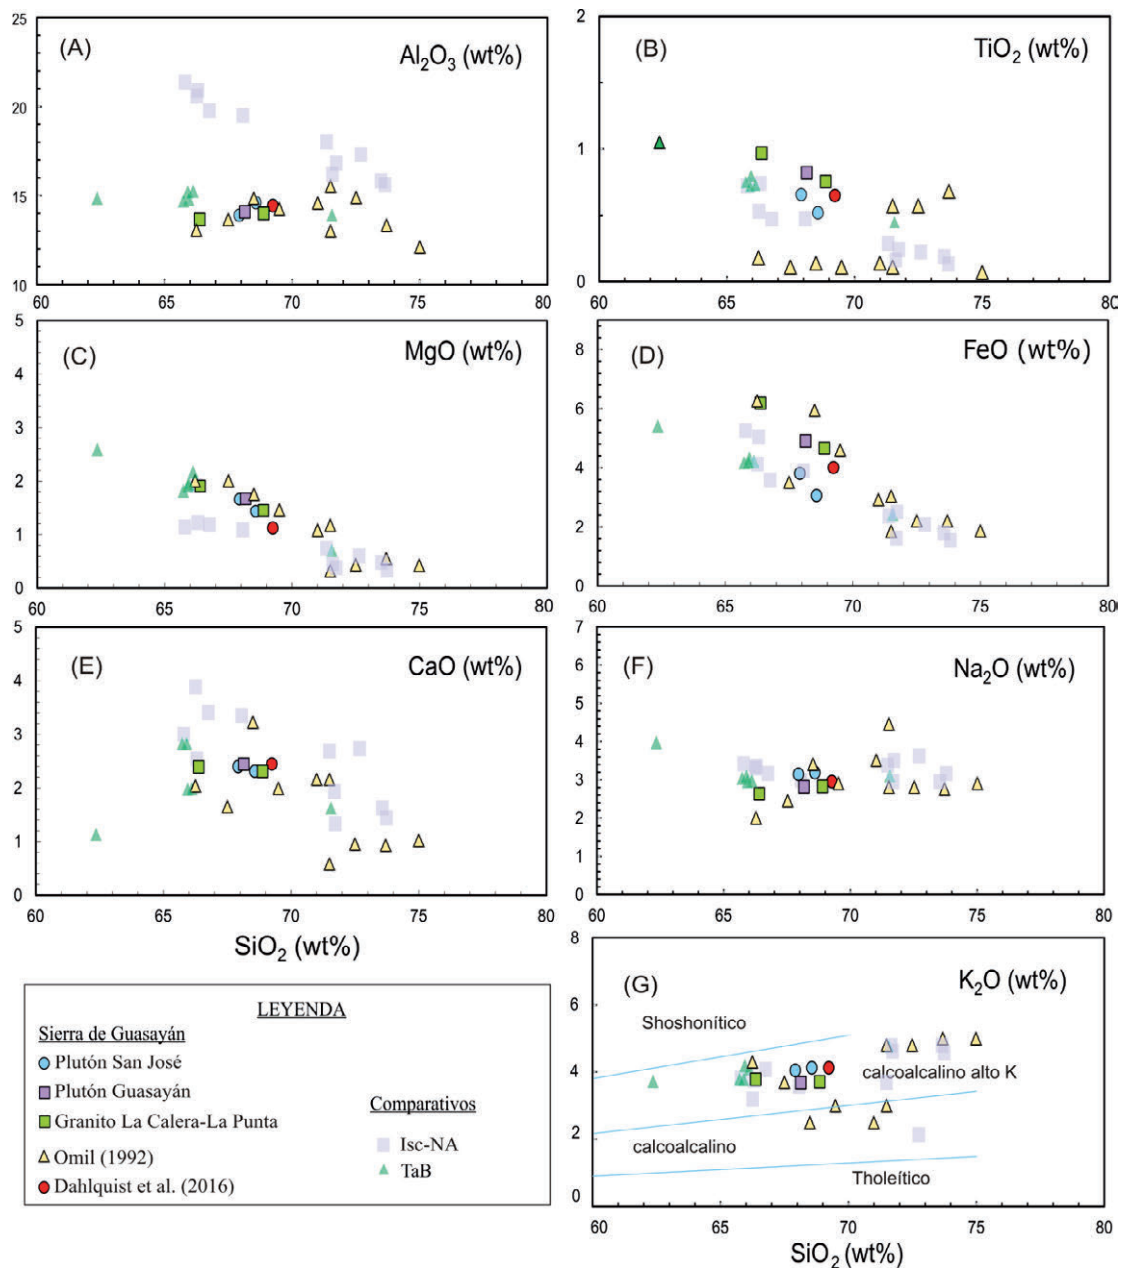 (A)
Al2O3 (wt%)
25
20
15
10
60
65
70
75
80
(B)
TiO2 (wt%)
2
1
0
60
65
70
75
80
(C)
MgO (wt%)
5
4
3
2
1
0
60
65
70
75
80
(D)
FeO (wt%)
8
6
4
2
0
60
65
70
75
80
(E)
CaO (wt%)
5
4
3
2
1
0
60
65
70
75
80
SiO2 (wt%)
(F)
Na2O (wt%)
7
6
5
4
3
2
1
0
60
65
70
75
80
(G)
K2O (wt%)
8
6
4
2
0
Shoshonítico
calcoalcalino alto K
calcoalcalino
Tholeítico
60
65
70
75
80
SiO2 (wt%)
LEYENDA
Sierra de Guasayán
Plutón San José
Plutón Guasayán
Granito La Calera-La Punta
Omil (1992)
Dahlquist et al. (2016)
Comparativos
Isc-NA
TaB